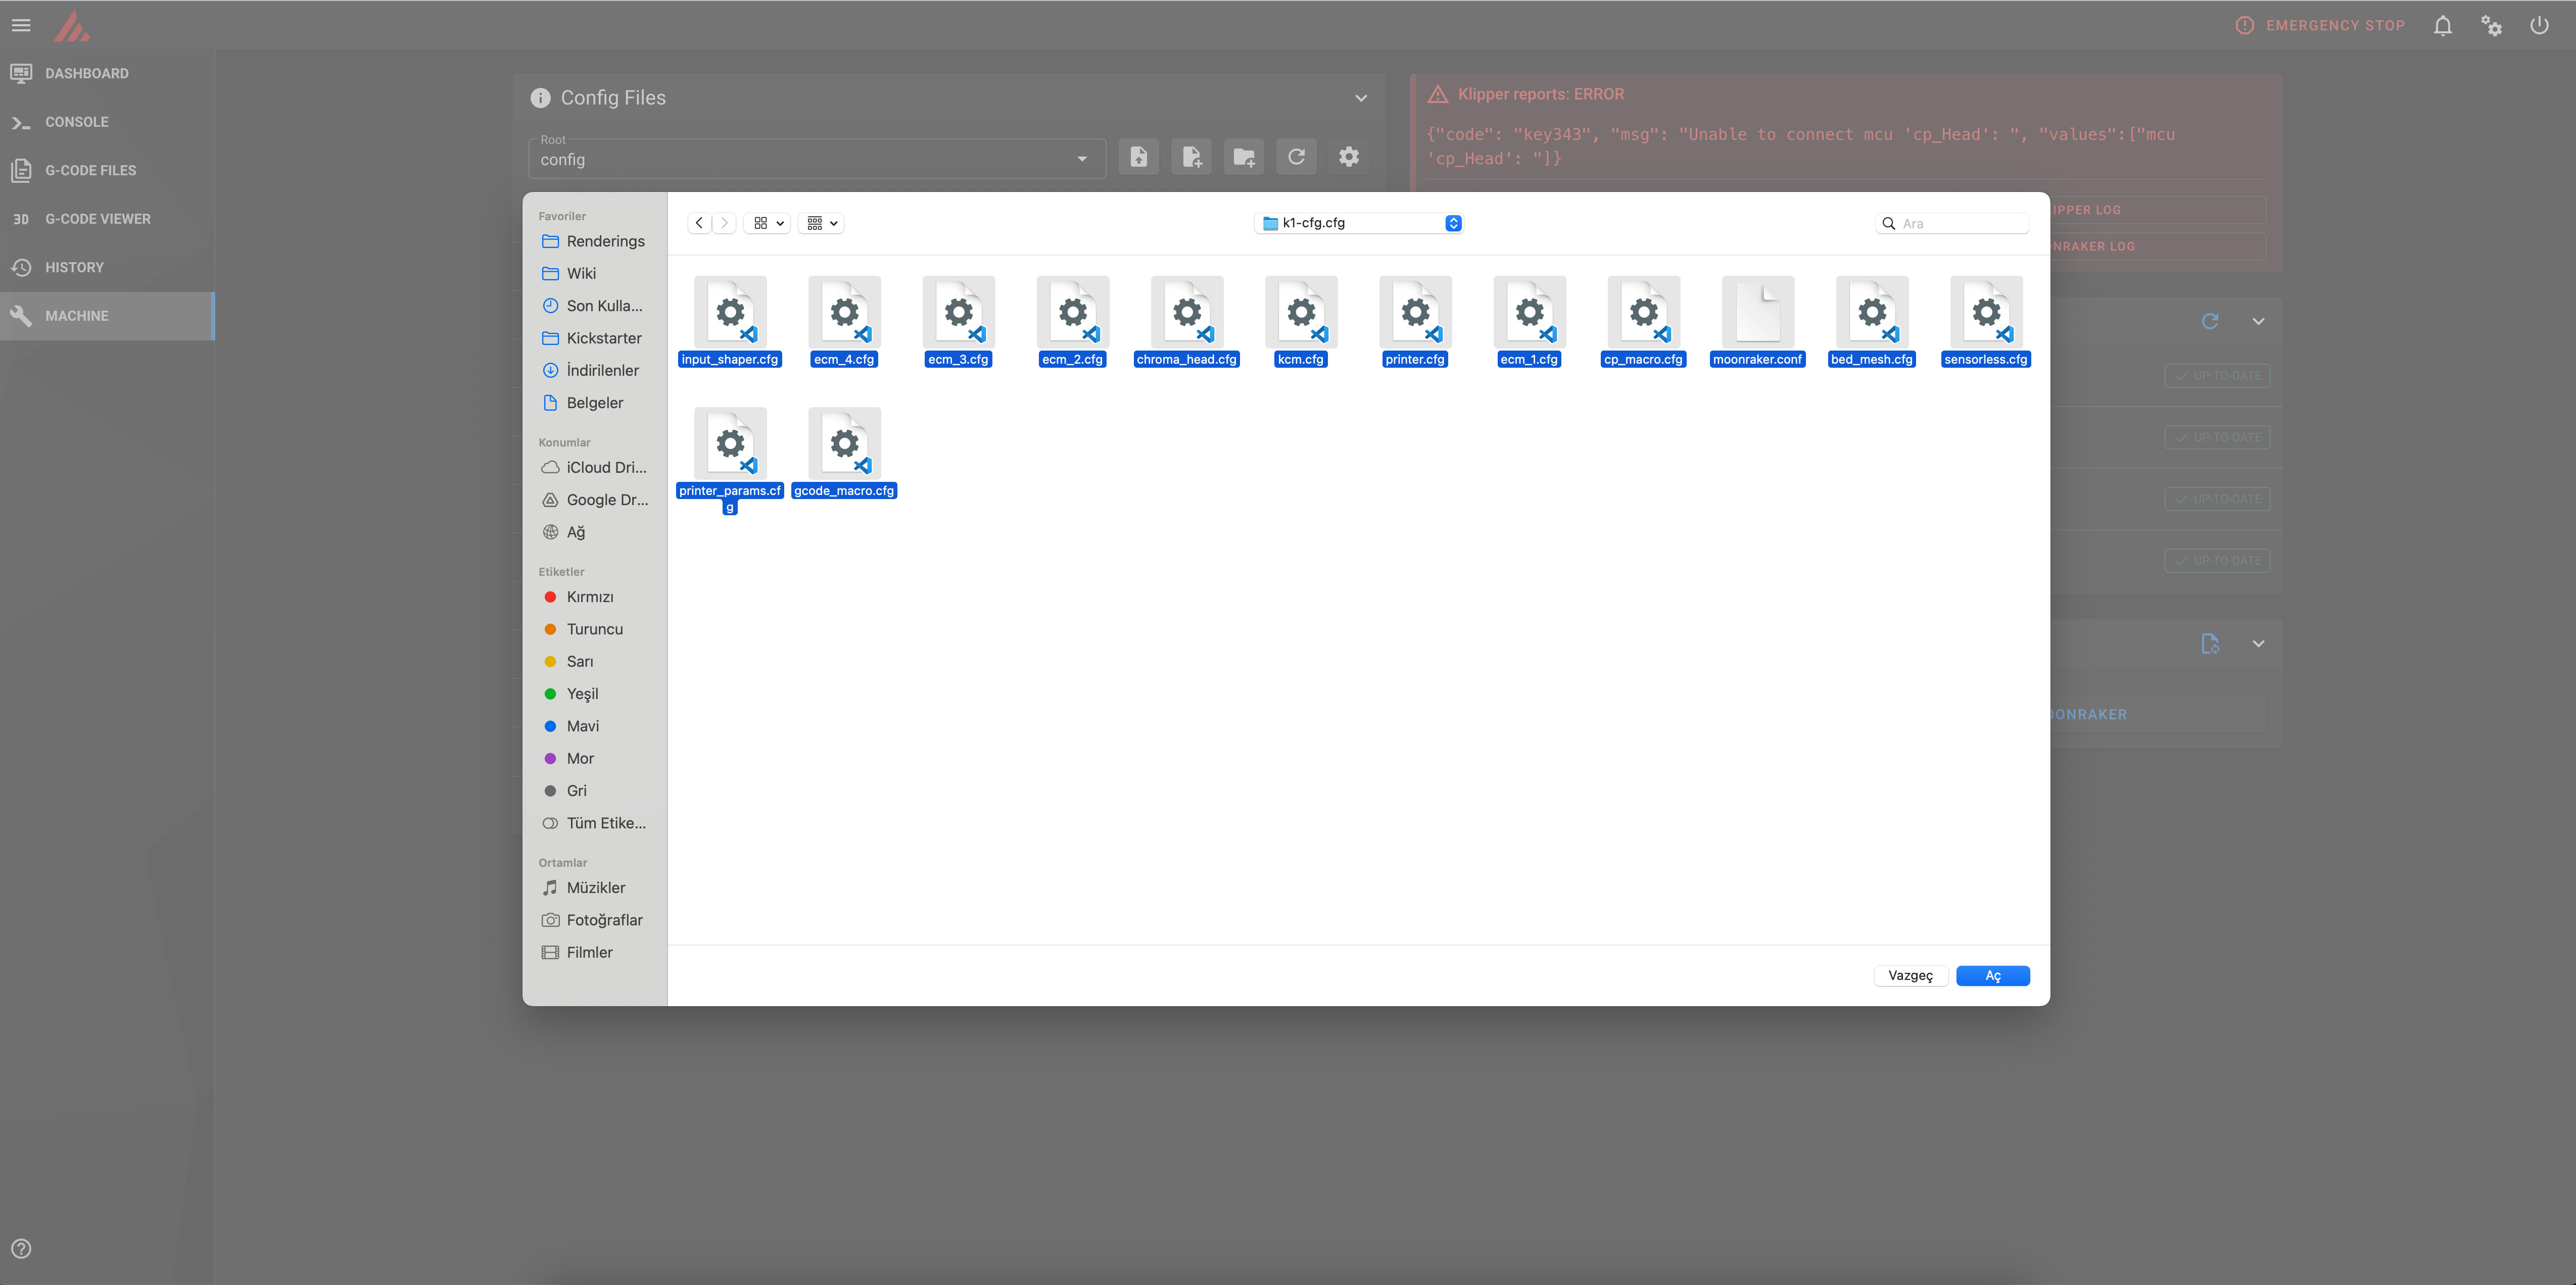 EMERGENCY STOP
DASHBOARD
CONSOLE
G-CODE FILES
3D
G-CODE VIEWER
HISTORY
MACHINE
Config Files
Root
config
Klipper reports: ERROR
{"code": "key343", "msg": "Unable to connect mcu 'cp_Head': ", "values":["mcu
'cp_Head': "]}
IPPER LOG
NRAKER LOG
UP-TO-DATE
UP-TO-DATE
UP-TO-DATE
UP-TO-DATE
OONRAKER
Favoriler
Renderings
Wiki
Son Kulla...
Kickstarter
İndirilenler
Belgeler
Konumlar
iCloud Dri...
Google Dr...
Ağ
Etiketler
Kırmızı
Turuncu
Sarı
Yeşil
Mavi
Mor
Gri
Tüm Etike...
Ortamlar
Müzikler
Fotoğraflar
Filmler
k1-cfg.cfg
Ara
input_shaper.cfg
ecm_4.cfg
ecm_3.cfg
ecm_2.cfg
chroma_head.cfg
kcm.cfg
printer.cfg
ecm_1.cfg
cp_macro.cfg
moonraker.conf
bed_mesh.cfg
sensorless.cfg
printer_params.cf
g
gcode_macro.cfg
Vazgeç
Aç